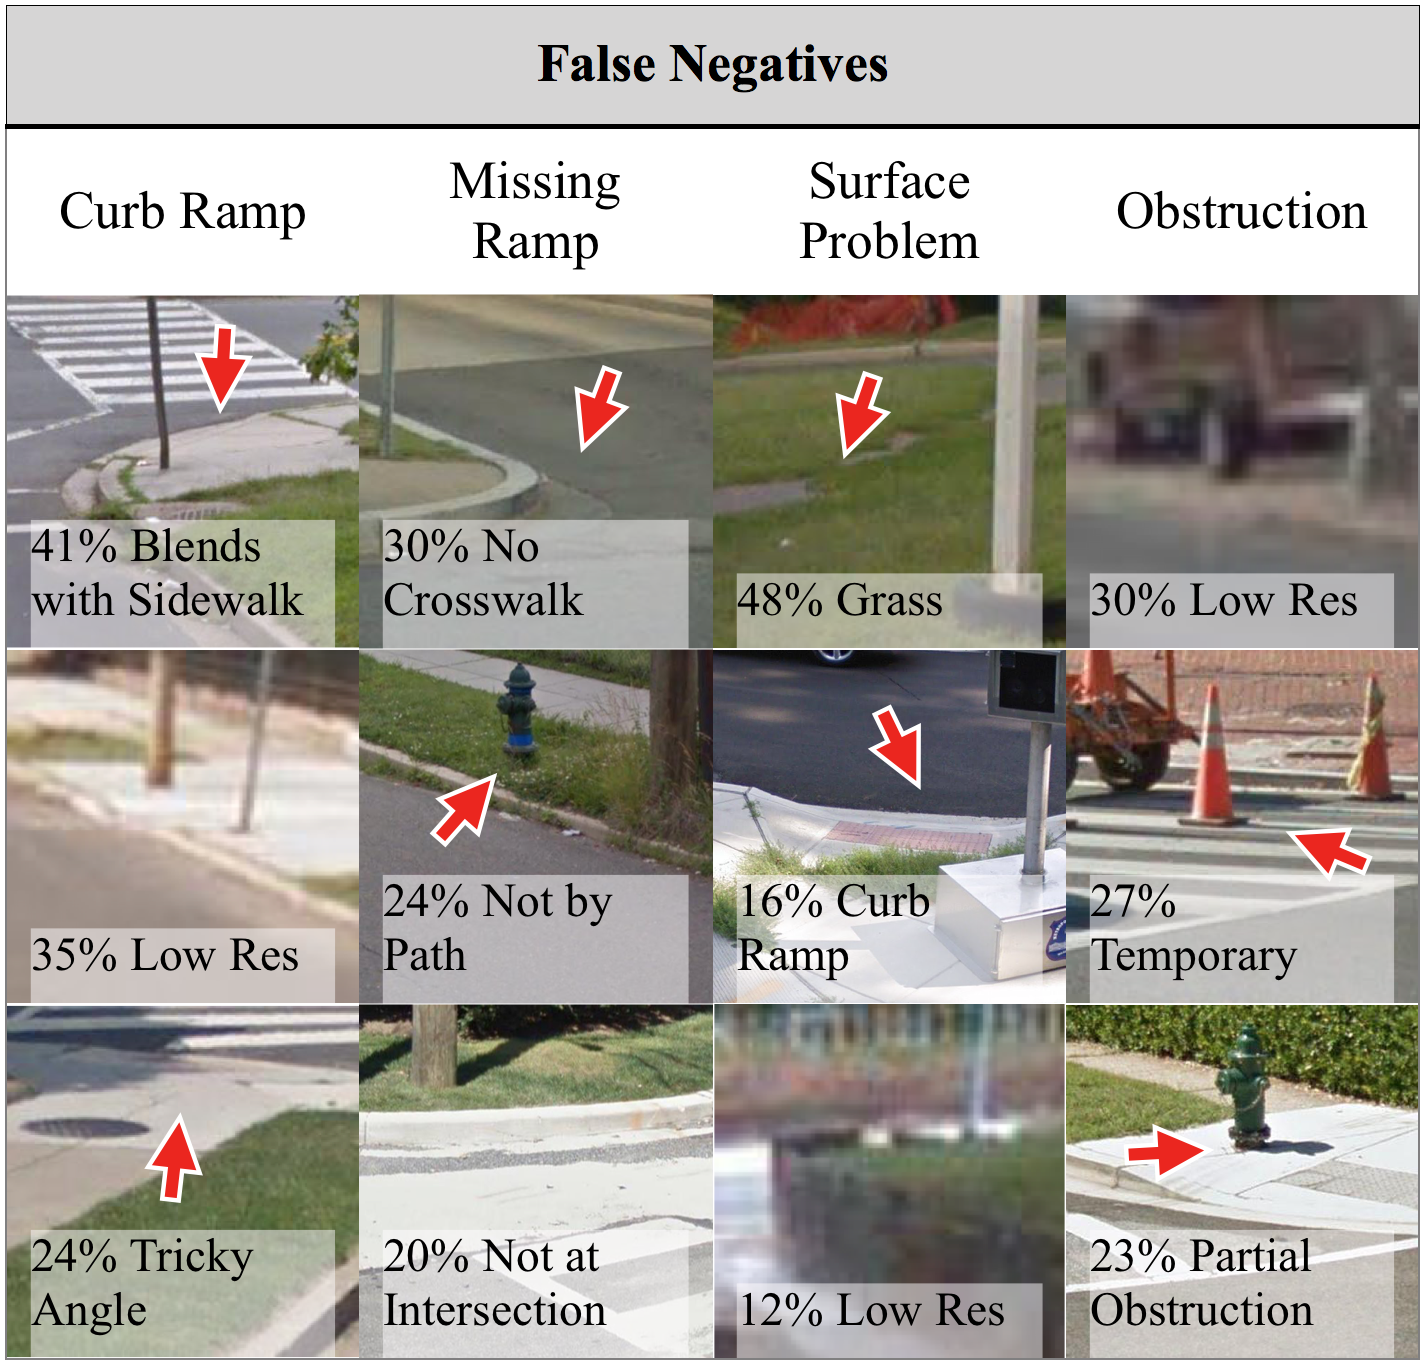 False Negatives
Curb Ramp
Missing
Ramp
Surface
Problem
Obstruction
41% Blends
with Sidewalk
30% No
Crosswalk
48% Grass
30% Low Res
35% Low Res
24% Not by
Path
16% Curb
Ramp
27%
Temporary
24% Tricky
Angle
20% Not at
Intersection
12% Low Res
23% Partial
Obstruction